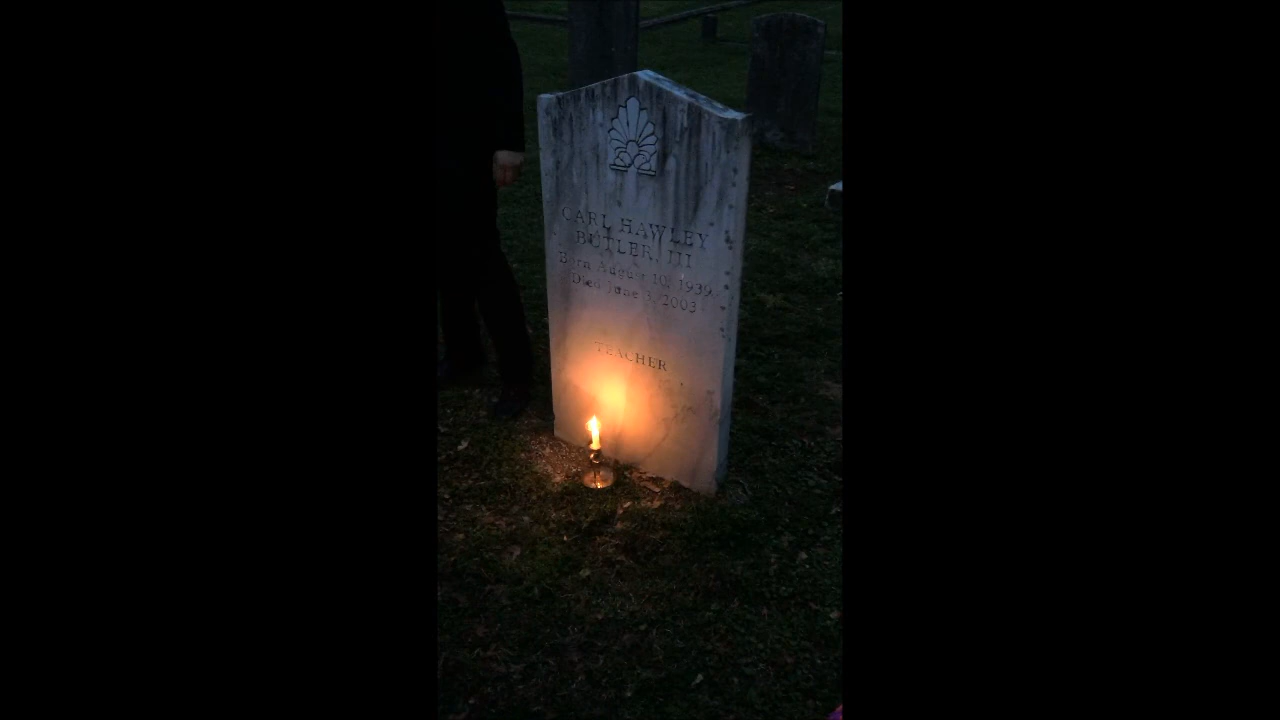 CARL HAWLEY
BUTLER, III
Born August 10, 1939
Died June 3, 2003
TEACHER